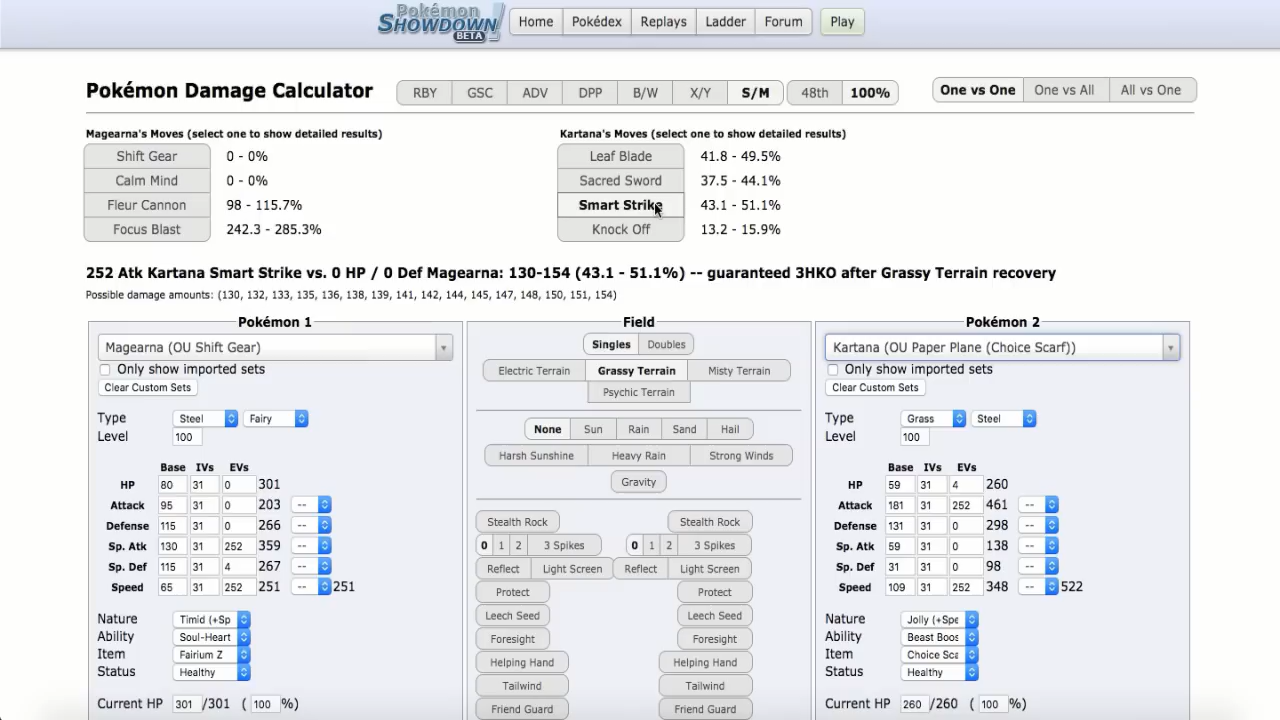 Pokémon
SHOWDOWN!
BETA
Home Pokédex Replays Ladder Forum Play
Pokémon Damage Calculator RBY GSC ADV DPP B/W X/Y S/M 48th 100% One vs One One vs All All vs One
Magearna's Moves (select one to show detailed results) Kartana's Moves (select one to show detailed results)
Shift Gear 0 - 0% Leaf Blade 41.8 - 49.5%
Calm Mind 0 - 0% Sacred Sword 37.5 - 44.1%
Fleur Cannon 98 - 115.7% Smart Strike 43.1 - 51.1%
Focus Blast 242.3 - 285.3% Knock Off 13.2 - 15.9%
252 Atk Kartana Smart Strike vs. 0 HP / 0 Def Magearna: 130-154 (43.1 - 51.1%) -- guaranteed 3HKO after Grassy Terrain recovery
Possible damage amounts: (130, 132, 133, 135, 136, 138, 139, 141, 142, 144, 145, 147, 148, 150, 151, 154)
Pokémon 1 Field Pokémon 2
Magearna (OU Shift Gear) Singles Doubles Kartana (OU Paper Plane (Choice Scarf))
Only show imported sets Electric Terrain Grassy Terrain Misty Terrain Only show imported sets
Clear Custom Sets Psychic Terrain Clear Custom Sets
Type Steel Fairy None Sun Rain Sand Hail Type Grass Steel
Level 100 Harsh Sunshine Heavy Rain Strong Winds Level 100
Base IVs EVs Gravity Base IVs EVs
HP 80 31 0 301 HP 59 31 4 260
Attack 95 31 0 203 -- Attack 181 31 252 461 --
Defense 115 31 0 266 -- Stealth Rock Stealth Rock Defense 131 31 0 298 --
Sp. Atk 130 31 252 359 -- 0 1 2 3 Spikes 0 1 2 3 Spikes Sp. Atk 59 31 0 138 --
Sp. Def 115 31 4 267 -- Reflect Light Screen Reflect Light Screen Sp. Def 31 31 0 98 --
Speed 65 31 252 251 -- 251 Protect Protect Speed 109 31 252 348 -- 522
Nature Timid (+Sp Leech Seed Leech Seed Nature Jolly (+Spe
Ability Soul-Heart Foresight Foresight Ability Beast Boos
Item Fairium Z Helping Hand Helping Hand Item Choice Sca
Status Healthy Tailwind Tailwind Status Healthy
Current HP 301 /301 ( 100 %) Friend Guard Friend Guard Current HP 260 /260 ( 100 %)